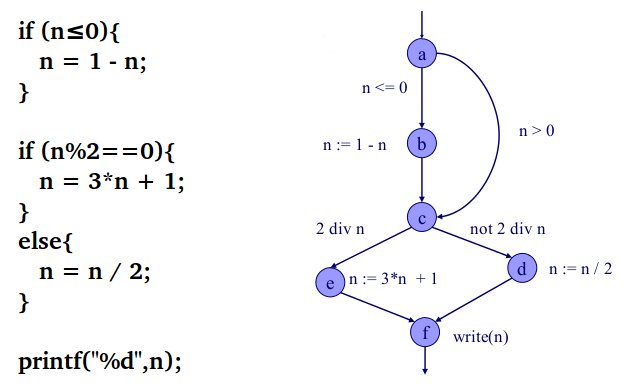 if (n≤0){
n = 1 - n;
}
if (n%2==0){
n = 3*n + 1;
}
else{
n = n / 2;
}
printf("%d",n);
a
n <= 0
n > 0
n := 1 - n
b
c
2 div n
not 2 div n
e
n := 3*n + 1
d
n := n / 2
f
write(n)